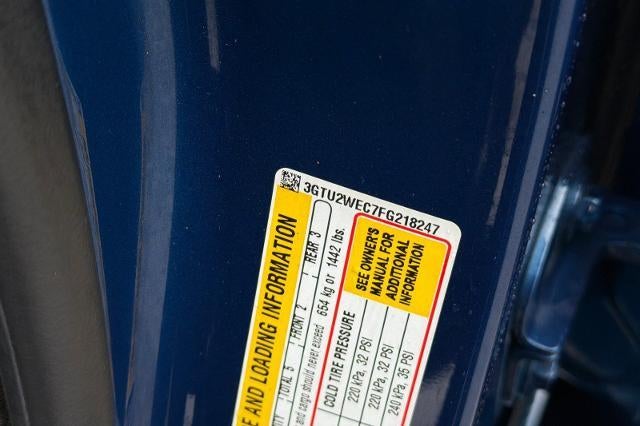 3GTU2WEC7FG218247
E AND LOADING INFORMATION
TOTAL 5 FRONT 2 REAR 3
and cargo should never exceed 654 kg or 1442 lbs.
COLD TIRE PRESSURE
220 kPa, 32 PSI
220 kPa, 32 PSI
240 kPa, 35 PSI
SEE OWNER'S
MANUAL FOR
ADDITIONAL
INFORMATION